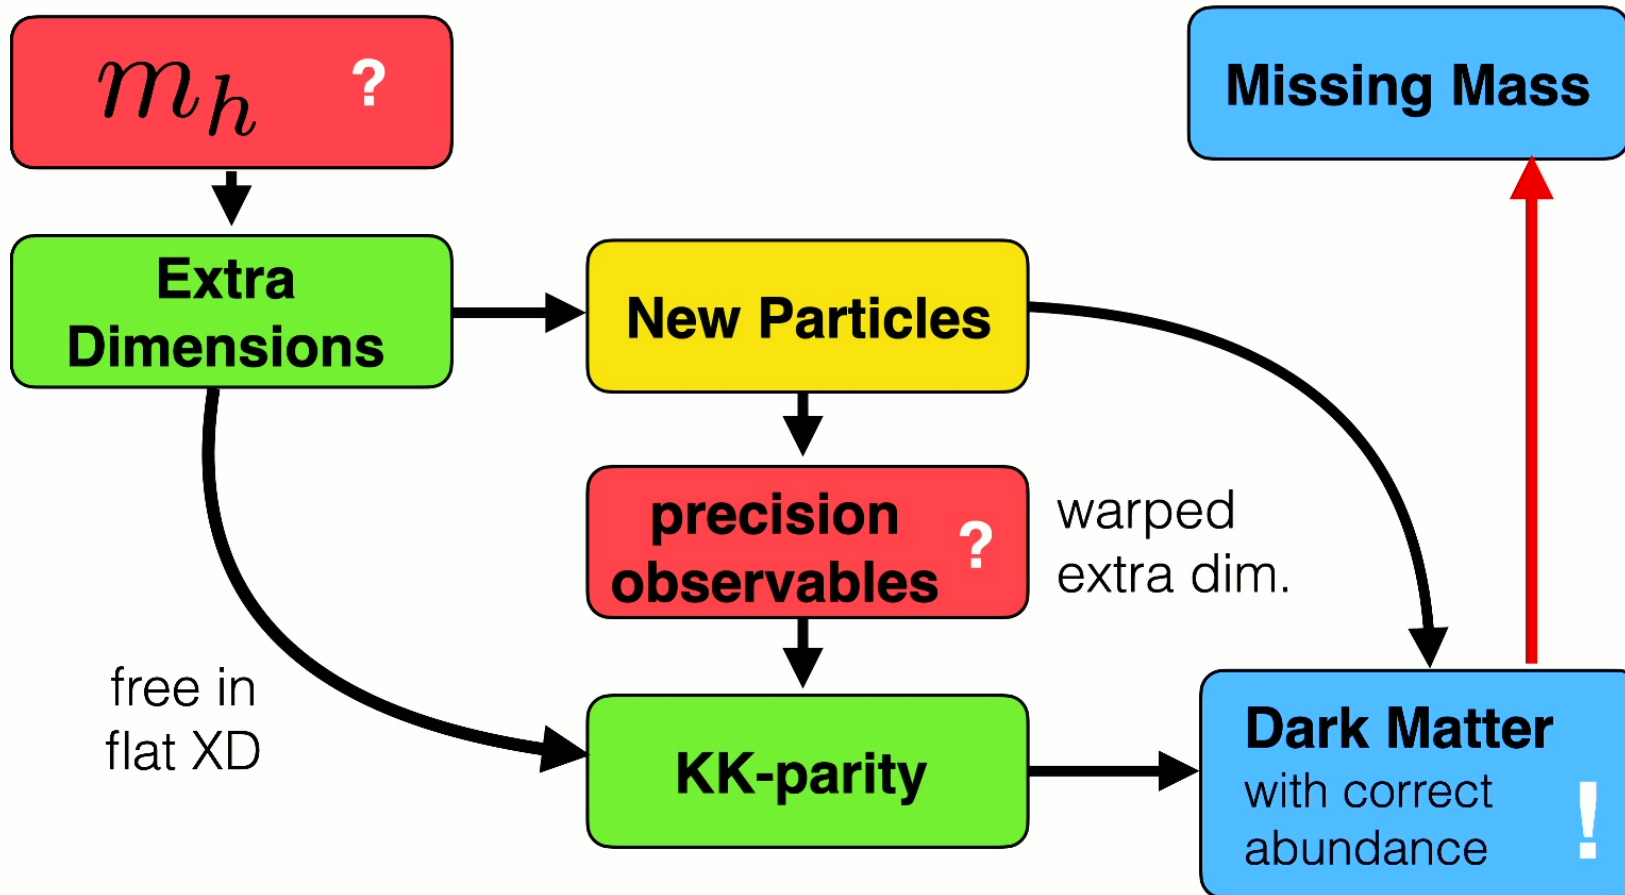 m_h ?
Missing Mass
Extra
Dimensions
New Particles
precision
observables ?
warped
extra dim.
free in
flat XD
KK-parity
Dark Matter
with correct
abundance !